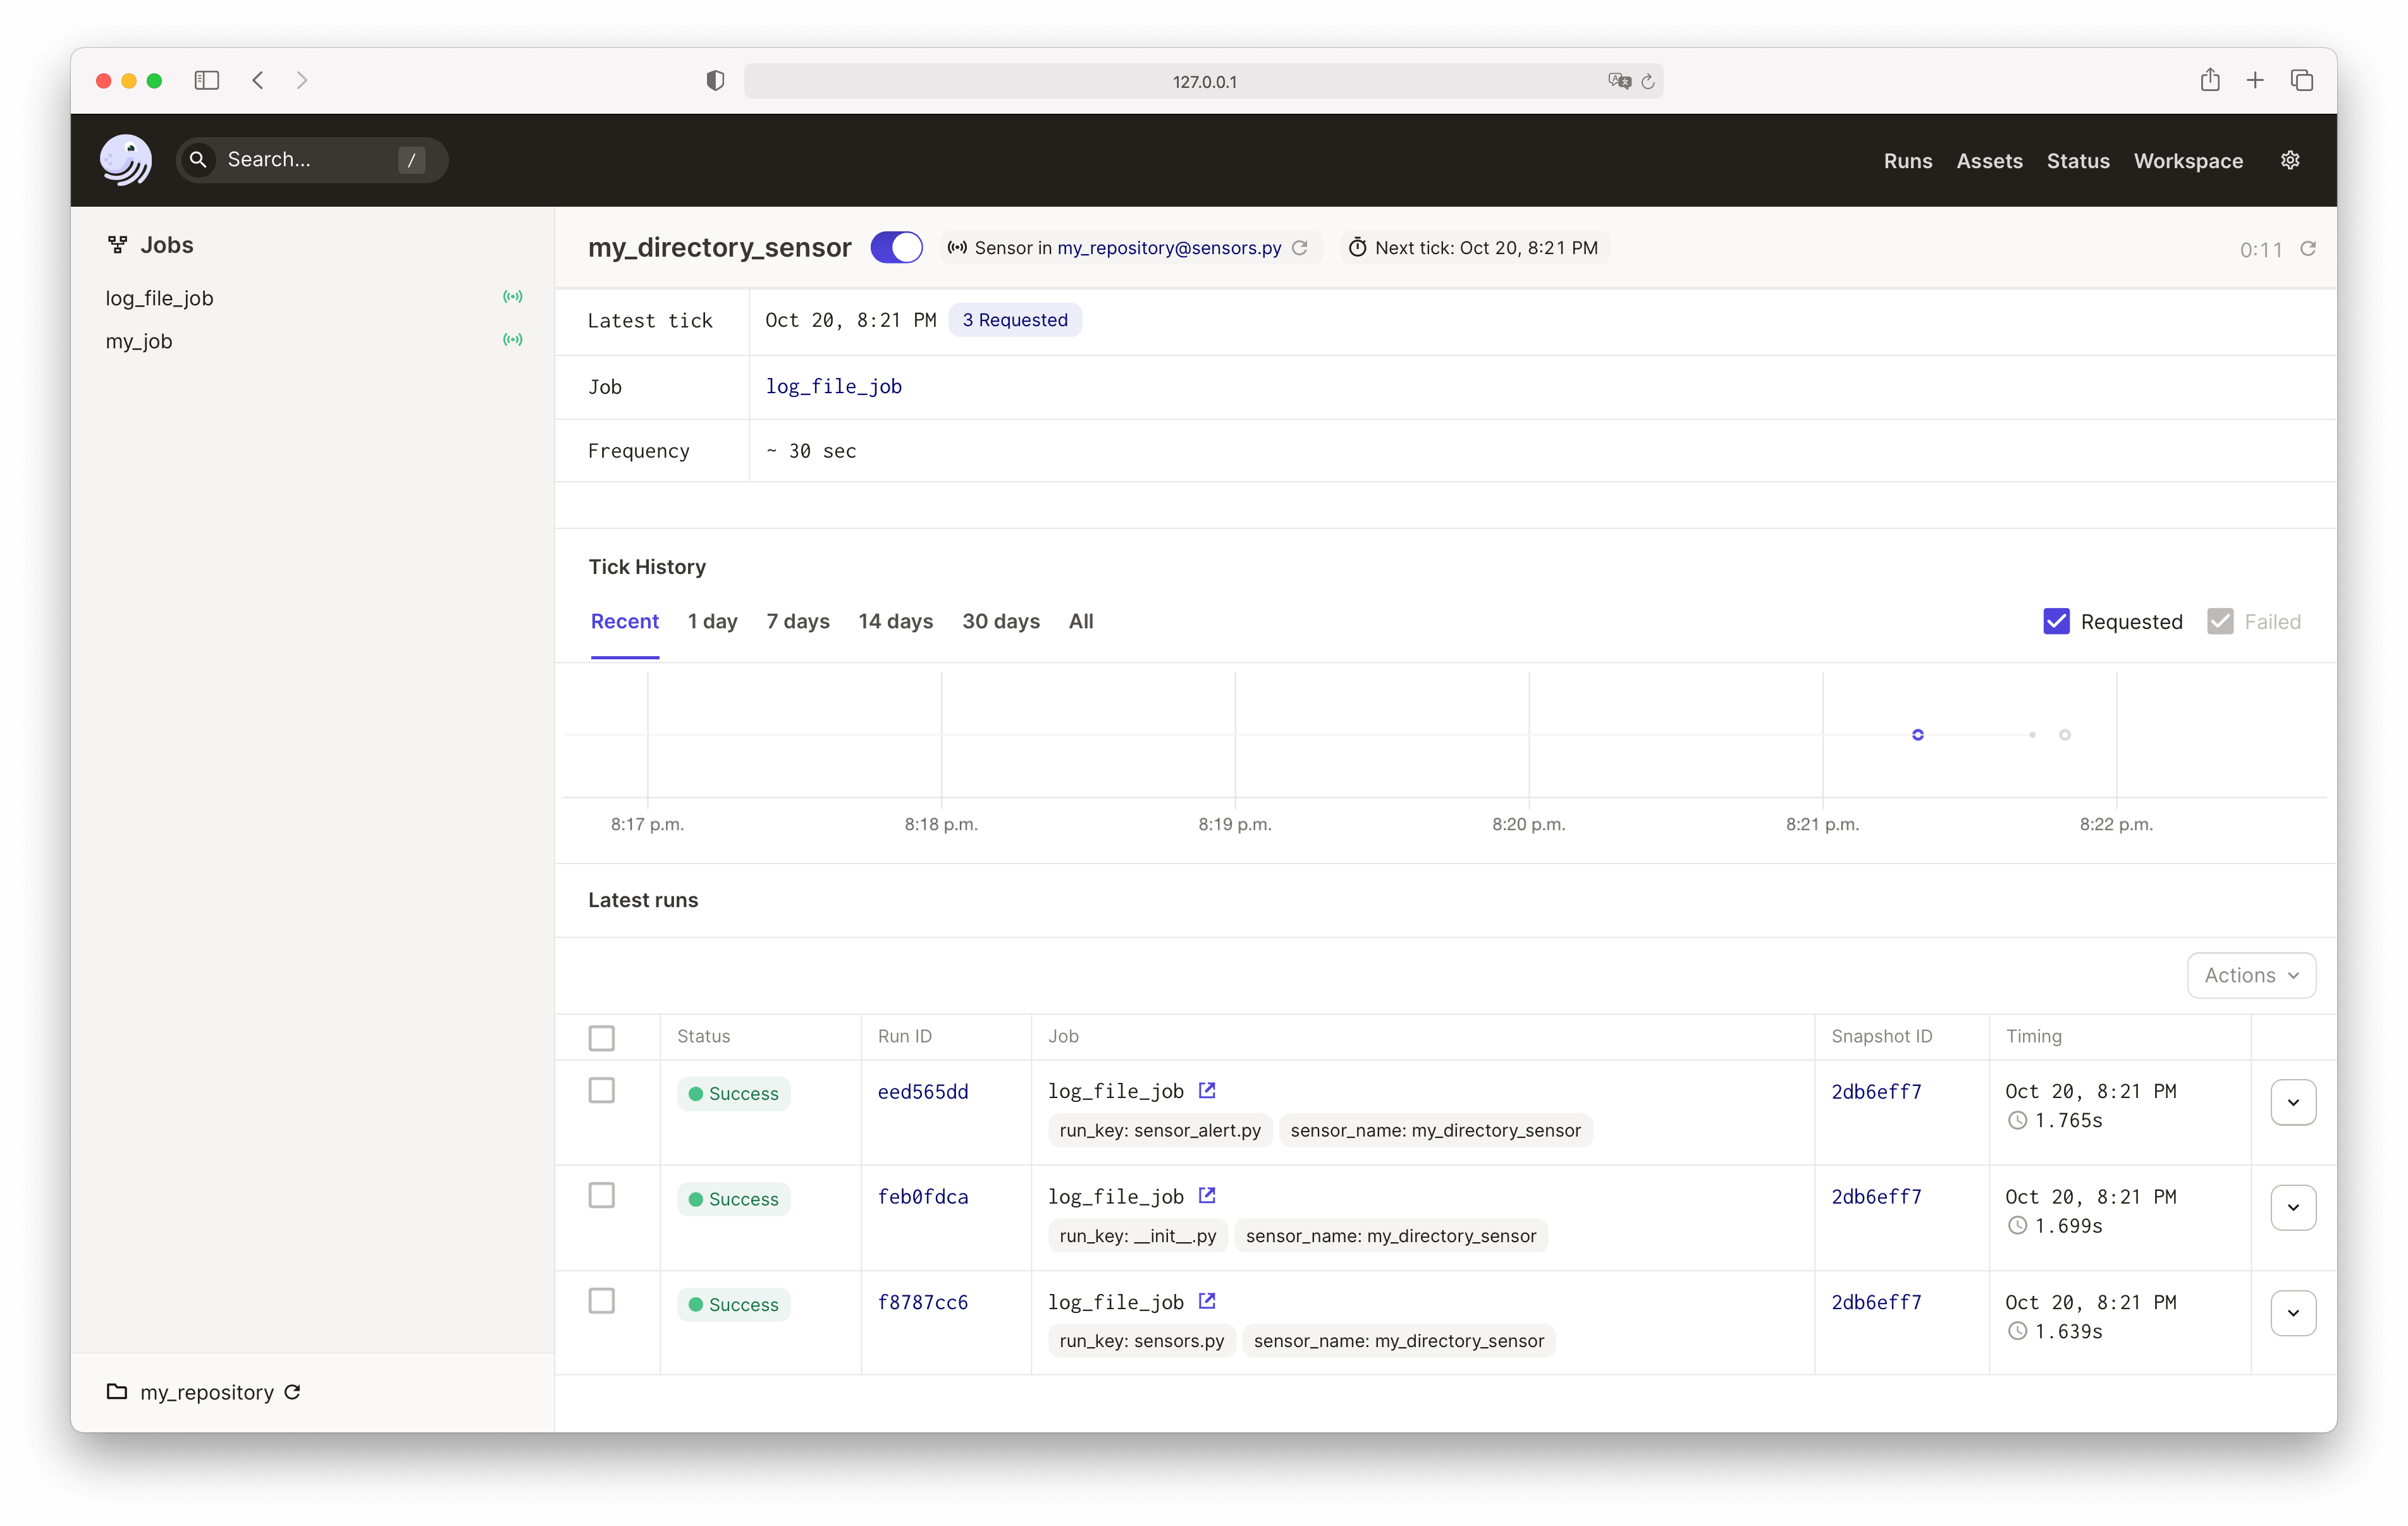 127.0.0.1
Search... /
Runs Assets Status Workspace
Jobs
log_file_job
my_job
my_repository
my_directory_sensor Sensor in my_repository@sensors.py Next tick: Oct 20, 8:21 PM 0:11
Latest tick Oct 20, 8:21 PM 3 Requested
Job log_file_job
Frequency ~ 30 sec
Tick History
Recent 1 day 7 days 14 days 30 days All Requested Failed
8:17 p.m. 8:18 p.m. 8:19 p.m. 8:20 p.m. 8:21 p.m. 8:22 p.m.
Latest runs
Actions
Status Run ID Job Snapshot ID Timing
Success eed565dd log_file_job 2db6eff7 Oct 20, 8:21 PM
run_key: sensor_alert.py sensor_name: my_directory_sensor 1.765s
Success feb0fdca log_file_job 2db6eff7 Oct 20, 8:21 PM
run_key: __init__.py sensor_name: my_directory_sensor 1.699s
Success f8787cc6 log_file_job 2db6eff7 Oct 20, 8:21 PM
run_key: sensors.py sensor_name: my_directory_sensor 1.639s